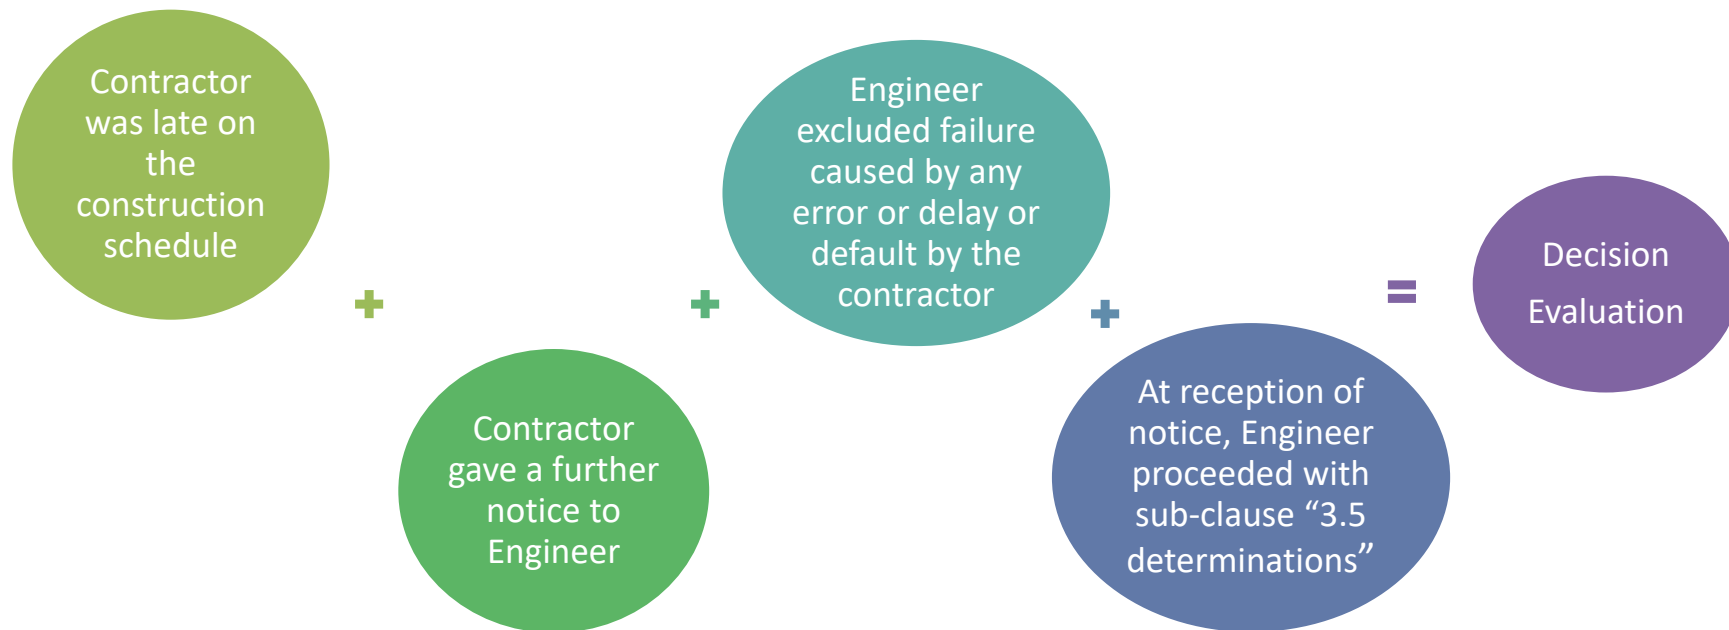 Contractor
was late on
the
construction
schedule
+
Contractor
gave a further
notice to
Engineer
+
Engineer
excluded failure
caused by any
error or delay or
default by the
contractor
+
At reception of
notice, Engineer
proceeded with
sub-clause “3.5
determinations”
=
Decision
Evaluation